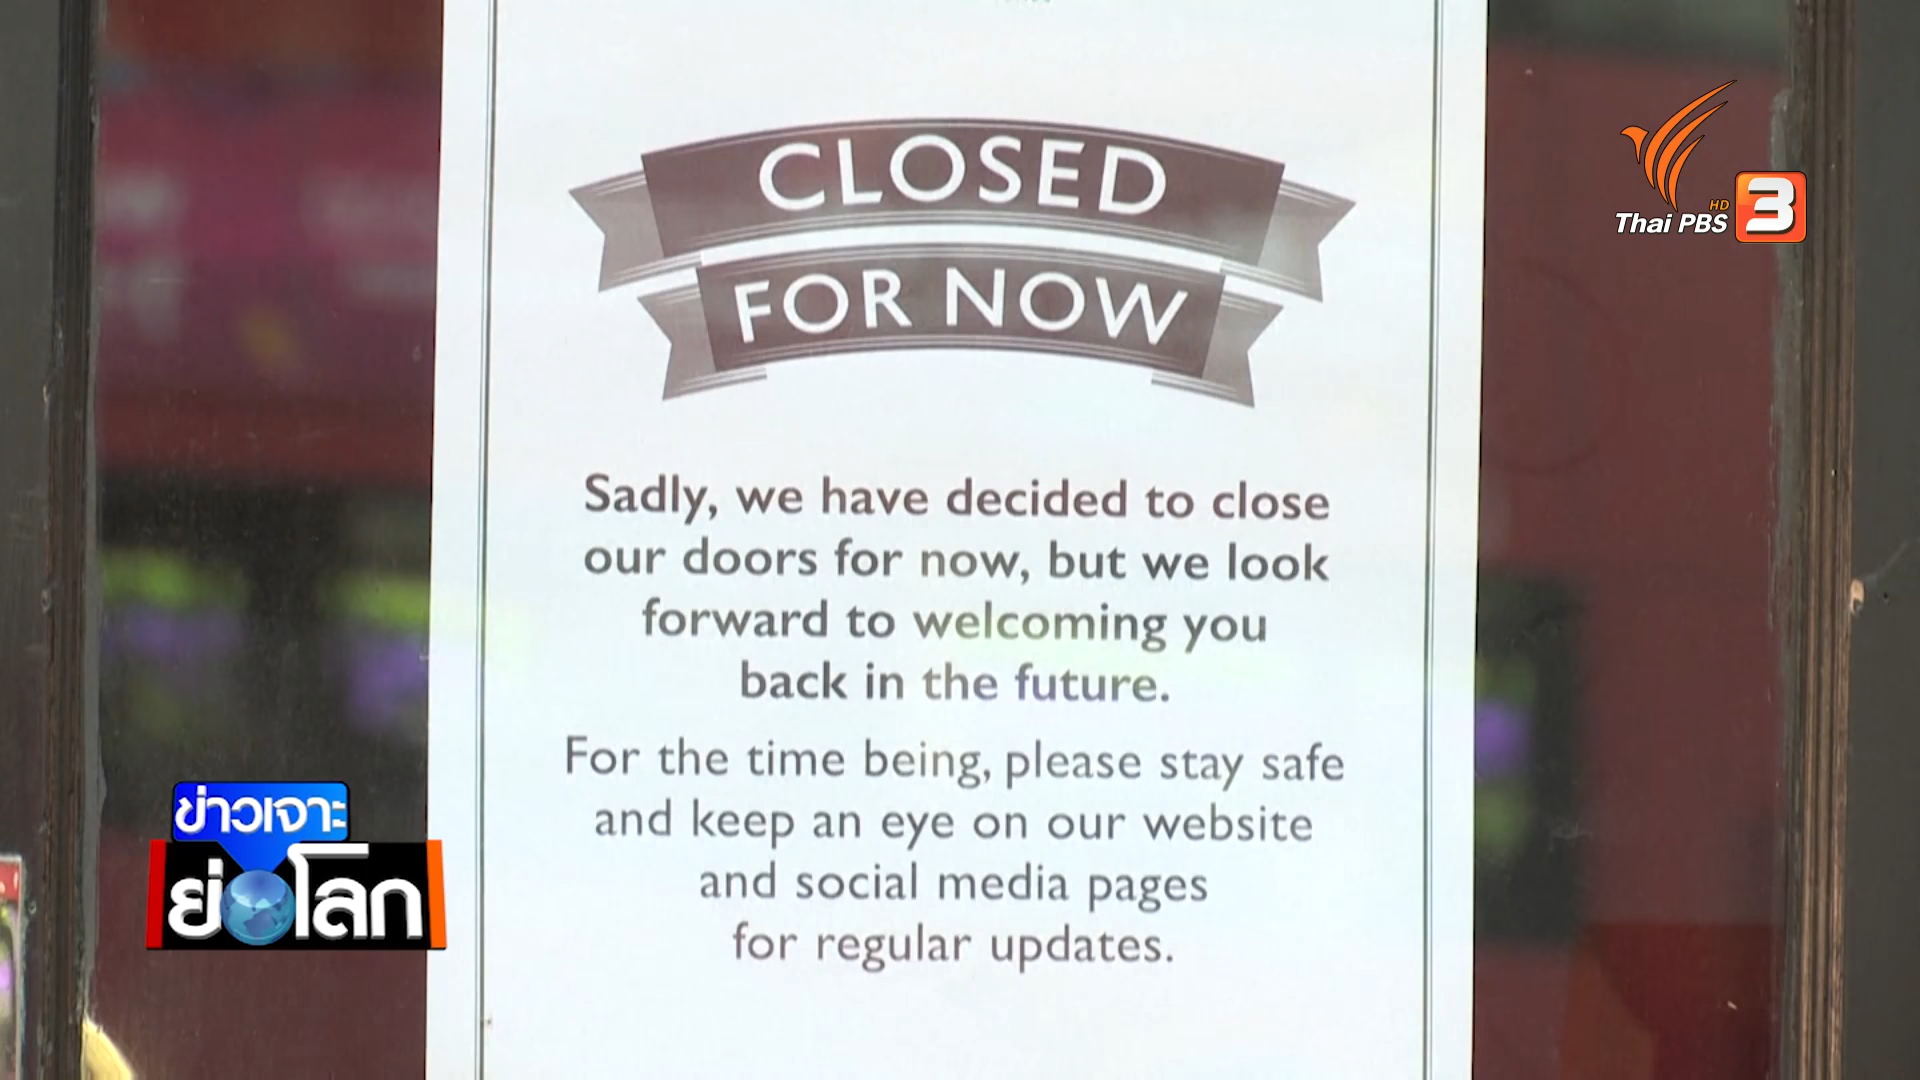 CLOSED
FOR NOW
Sadly, we have decided to close
our doors for now, but we look
forward to welcoming you
back in the future.
For the time being, please stay safe
and keep an eye on our website
and social media pages
for regular updates.
HD
Thai PBS 3
ข่าวเจาะ
ย่อโลก